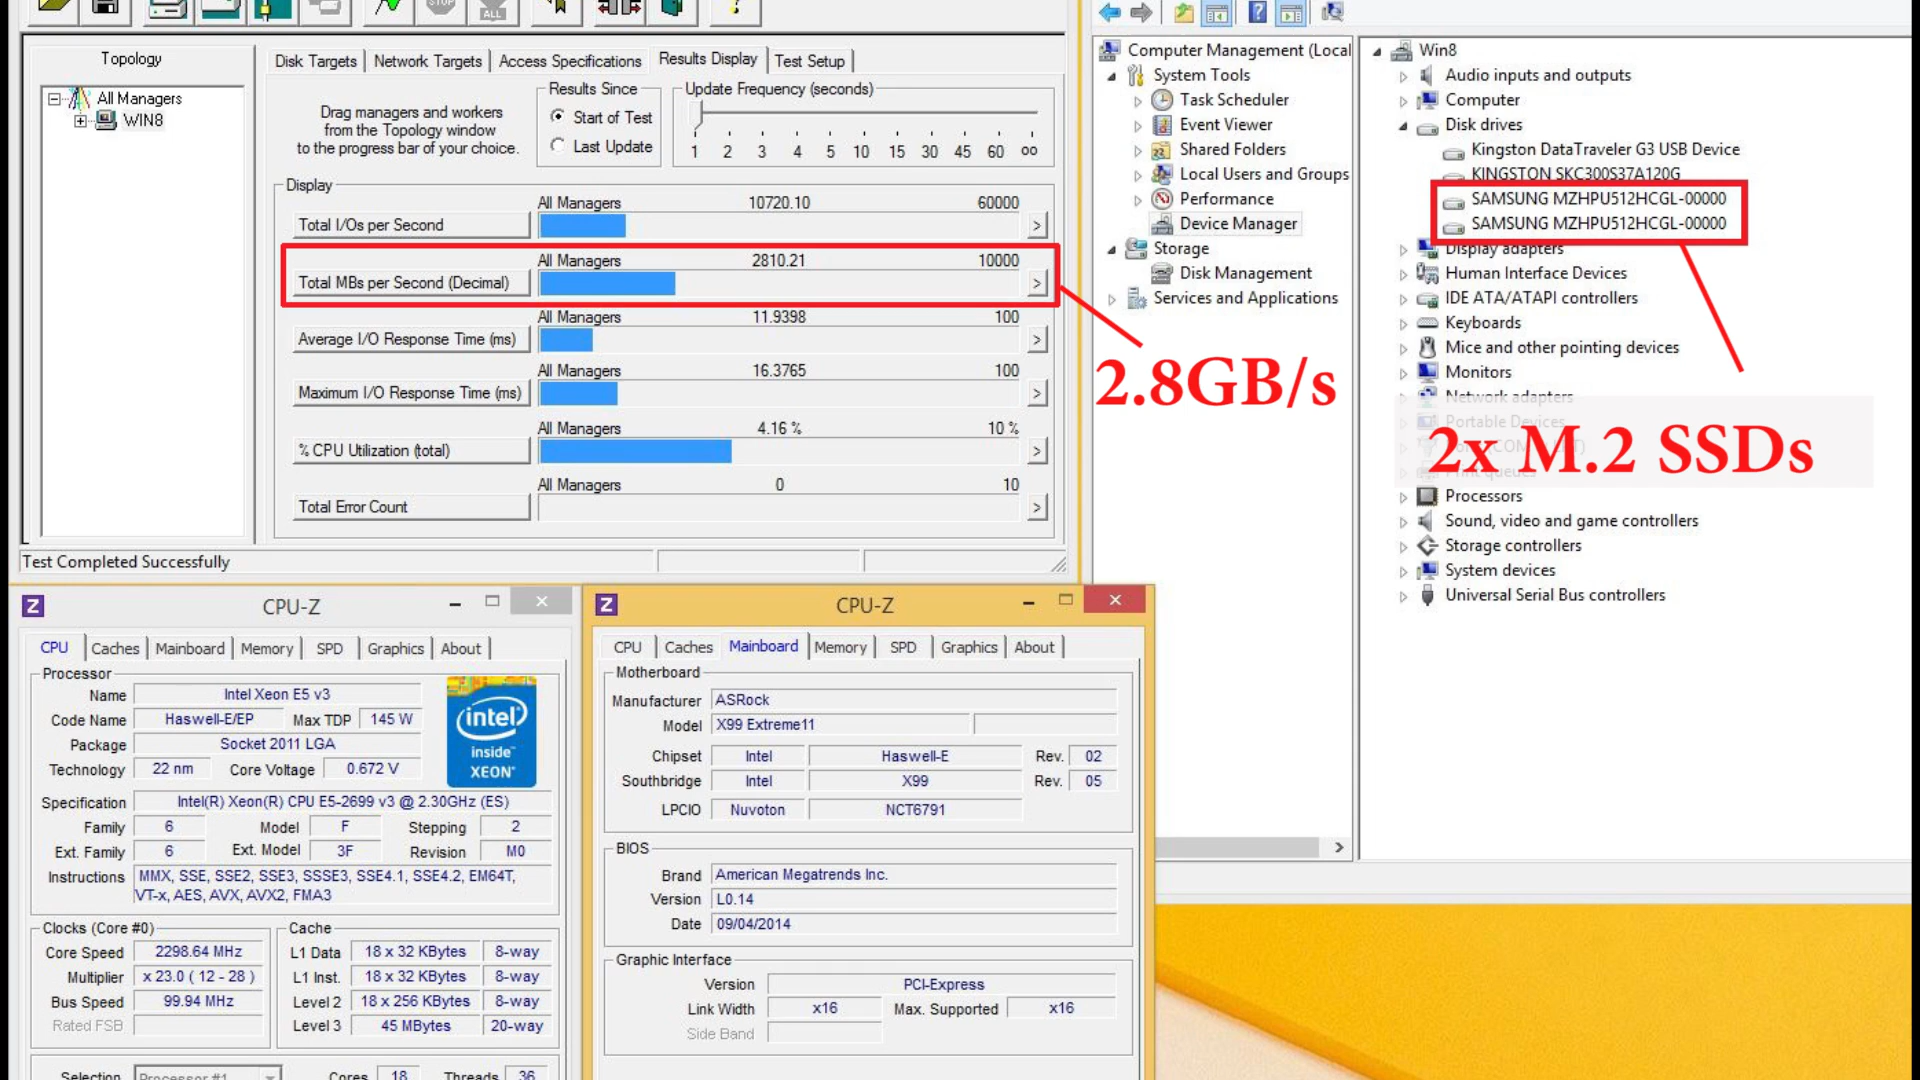 STOP
ALL
?
Topology
All Managers
WIN8
Disk Targets
Network Targets
Access Specifications
Results Display
Test Setup
Drag managers and workers
from the Topology window
to the progress bar of your choice.
Results Since
Start of Test
Last Update
Update Frequency (seconds)
1 2 3 4 5 10 15 30 45 60 oo
Display
All Managers 10720.10 60000
Total I/Os per Second >
All Managers 2810.21 10000
Total MBs per Second (Decimal) >
All Managers 11.9398 100
Average I/O Response Time (ms) >
All Managers 16.3765 100
Maximum I/O Response Time (ms) >
All Managers 4.16 % 10 %
% CPU Utilization (total) >
All Managers 0 10
Total Error Count >
Test Completed Successfully
2.8GB/s
Computer Management (Local
System Tools
Task Scheduler
Event Viewer
Shared Folders
Local Users and Groups
Performance
Device Manager
Storage
Disk Management
Services and Applications
Win8
Audio inputs and outputs
Computer
Disk drives
Kingston DataTraveler G3 USB Device
KINGSTON SKC300S37A120G
SAMSUNG MZHPU512HCGL-00000
SAMSUNG MZHPU512HCGL-00000
Display adapters
Human Interface Devices
IDE ATA/ATAPI controllers
Keyboards
Mice and other pointing devices
Monitors
Network adapters
Portable Devices
2x M.2 SSDs
Print queues
Processors
Sound, video and game controllers
Storage controllers
System devices
Universal Serial Bus controllers
Z CPU-Z
CPU Caches Mainboard Memory SPD Graphics About
Processor
Name Intel Xeon E5 v3
Code Name Haswell-E/EP Max TDP 145 W
Package Socket 2011 LGA
Technology 22 nm Core Voltage 0.672 V
(intel)
inside™
XEON®
Specification Intel(R) Xeon(R) CPU E5-2699 v3 @ 2.30GHz (ES)
Family 6 Model F Stepping 2
Ext. Family 6 Ext. Model 3F Revision M0
Instructions MMX, SSE, SSE2, SSE3, SSSE3, SSE4.1, SSE4.2, EM64T,
VT-x, AES, AVX, AVX2, FMA3
Clocks (Core #0)
Core Speed 2298.64 MHz
Multiplier x 23.0 ( 12 - 28 )
Bus Speed 99.94 MHz
Rated FSB
Cache
L1 Data 18 x 32 KBytes 8-way
L1 Inst. 18 x 32 KBytes 8-way
Level 2 18 x 256 KBytes 8-way
Level 3 45 MBytes 20-way
Selection Processor #1 Cores 18 Threads 36
Z CPU-Z
CPU Caches Mainboard Memory SPD Graphics About
Motherboard
Manufacturer ASRock
Model X99 Extreme11
Chipset Intel Haswell-E Rev. 02
Southbridge Intel X99 Rev. 05
LPCIO Nuvoton NCT6791
BIOS
Brand American Megatrends Inc.
Version L0.14
Date 09/04/2014
Graphic Interface
Version PCI-Express
Link Width x16 Max. Supported x16
Side Band